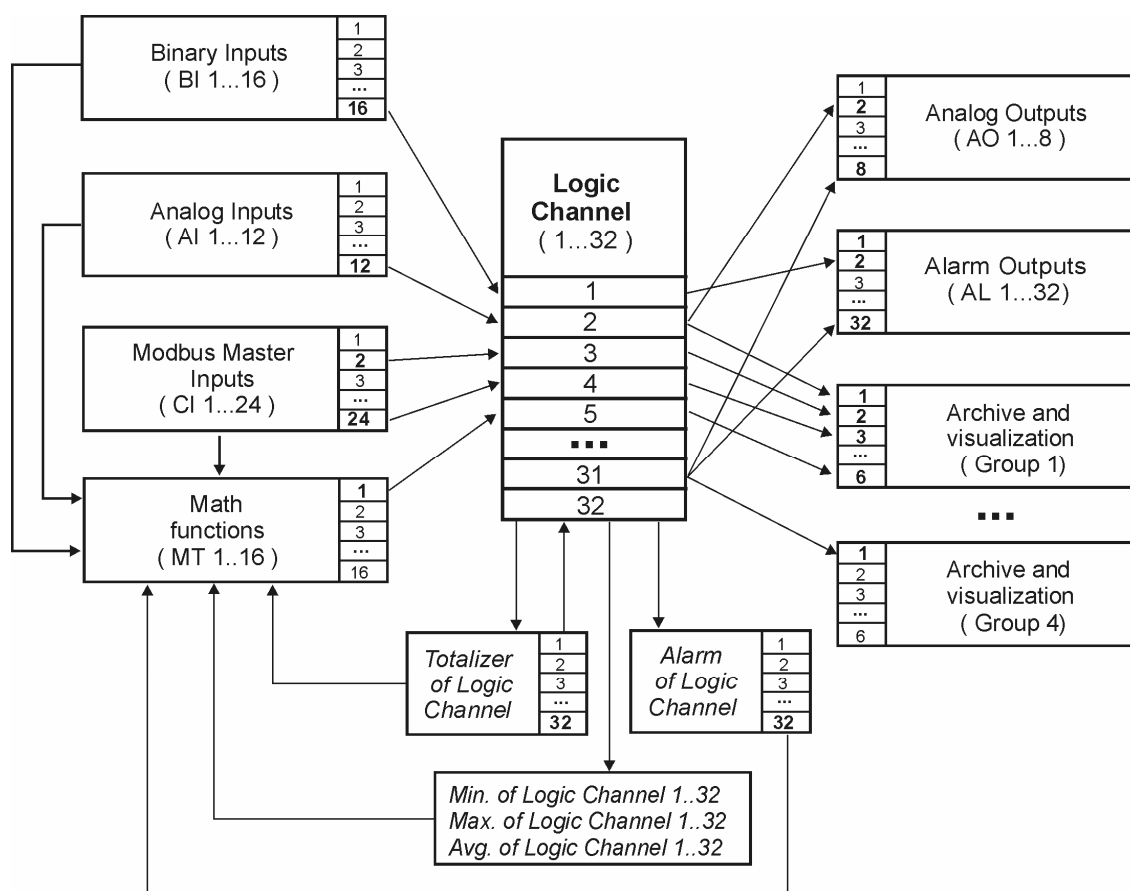 Binary Inputs
( BI 1...16 )
1
2
3
...
16
Analog Inputs
( AI 1...12 )
1
2
3
...
12
Modbus Master
Inputs
( CI 1...24 )
1
2
3
...
24
Math
functions
( MT 1..16 )
1
2
3
...
16
Logic
Channel
( 1...32 )
1
2
3
4
5
...
31
32
1
2
3
...
8
Analog Outputs
( AO 1...8 )
1
2
3
...
32
Alarm Outputs
( AL 1...32)
1
2
3
...
6
Archive and
visualization
( Group 1)
...
1
2
3
...
6
Archive and
visualization
( Group 4)
Totalizer
of Logic
Channel
1
2
3
...
32
Alarm
of Logic
Channel
1
2
3
...
32
Min. of Logic Channel 1..32
Max. of Logic Channel 1..32
Avg. of Logic Channel 1..32